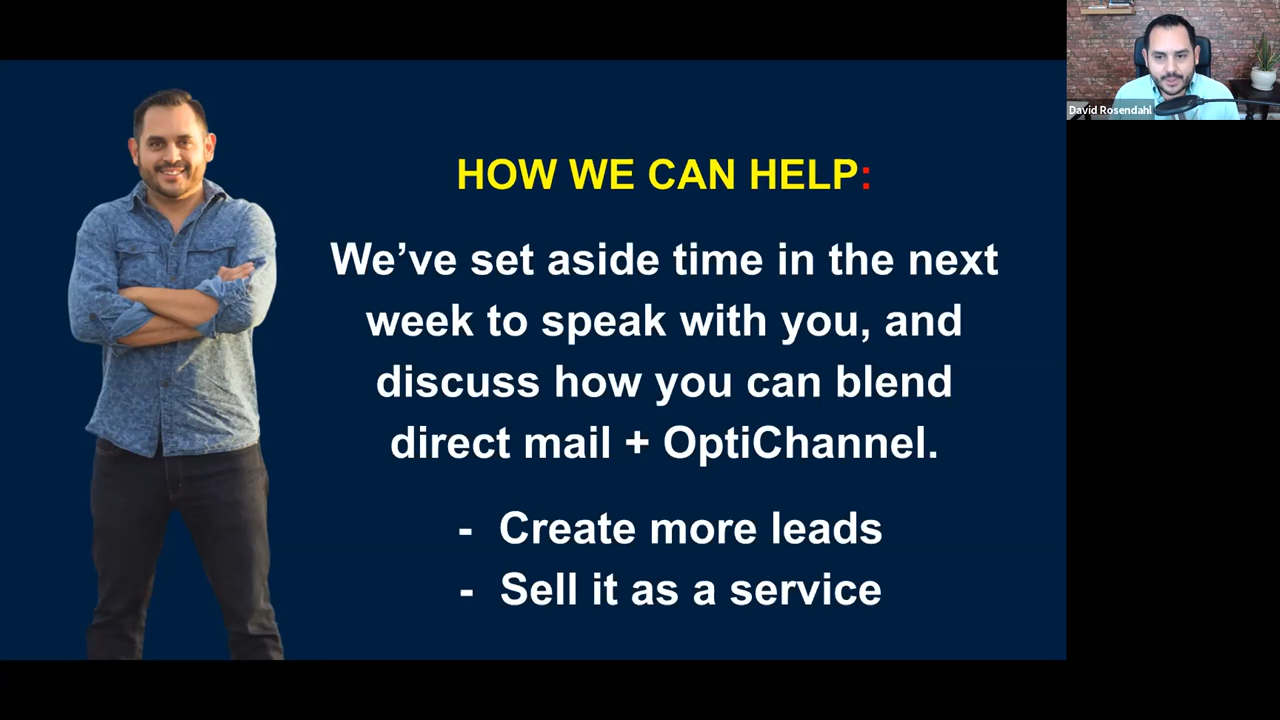 HOW WE CAN HELP:
We’ve set aside time in the next
week to speak with you, and
discuss how you can blend
direct mail + OptiChannel.
- Create more leads
- Sell it as a service
David Rosendahl